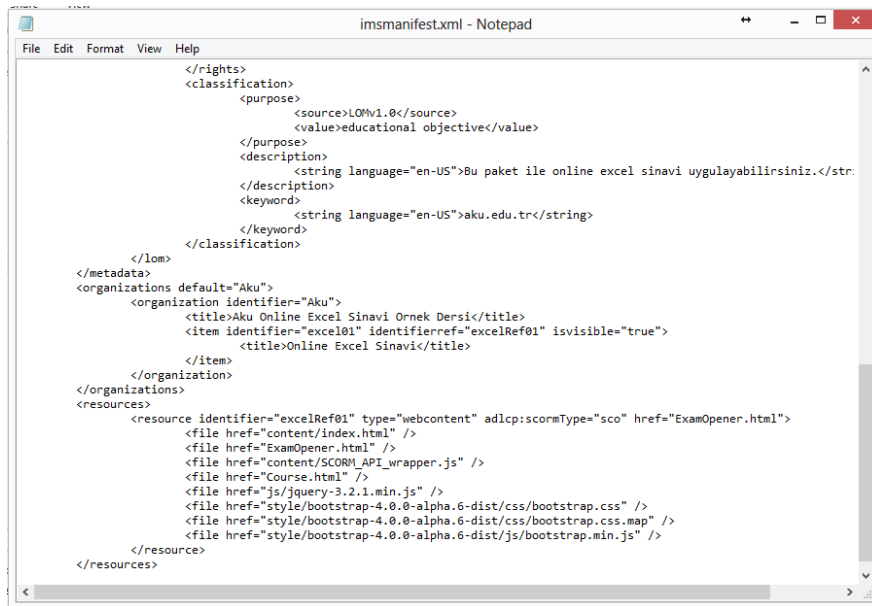 imsmanifest.xml - Notepad
File Edit Format View Help
</rights>
<classification>
<purpose>
<source>LOMv1.0</source>
<value>educational objective</value>
</purpose>
<description>
<string language="en-US">Bu paket ile online excel sinavi uygulayabilirsiniz.</str:
</description>
<keyword>
<string language="en-US">aku.edu.tr</string>
</keyword>
</classification>
</lom>
</metadata>
<organizations default="Aku">
<organization identifier="Aku">
<title>Aku Online Excel Sinavi Ornek Dersi</title>
<item identifier="excel01" identifierref="excelRef01" isvisible="true">
<title>Online Excel Sinavi</title>
</item>
</organization>
</organizations>
<resources>
<resource identifier="excelRef01" type="webcontent" adlcp:scormType="sco" href="ExamOpener.html">
<file href="content/index.html" />
<file href="ExamOpener.html" />
<file href="content/SCORM_API_wrapper.js" />
<file href="Course.html" />
<file href="js/jquery-3.2.1.min.js" />
<file href="style/bootstrap-4.0.0-alpha.6-dist/css/bootstrap.css" />
<file href="style/bootstrap-4.0.0-alpha.6-dist/css/bootstrap.css.map" />
<file href="style/bootstrap-4.0.0-alpha.6-dist/js/bootstrap.min.js" />
</resource>
</resources>